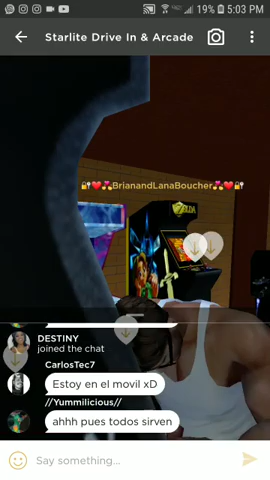 19% 5:03 PM
Starlite Drive In & Arcade
🔐❤️💞BrianandLanaBoucher💞❤️🔐
ZELDA
DESTINY
joined the chat
CarlosTec7
Estoy en el movil xD
//Yummilicious//
ahhh pues todos sirven
Say something...